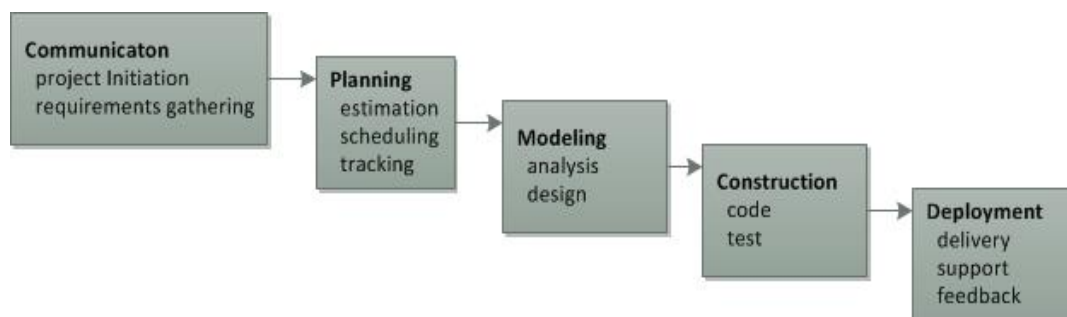 Communicaton
project Initiation
requirements gathering
Planning
estimation
scheduling
tracking
Modeling
analysis
design
Construction
code
test
Deployment
delivery
support
feedback